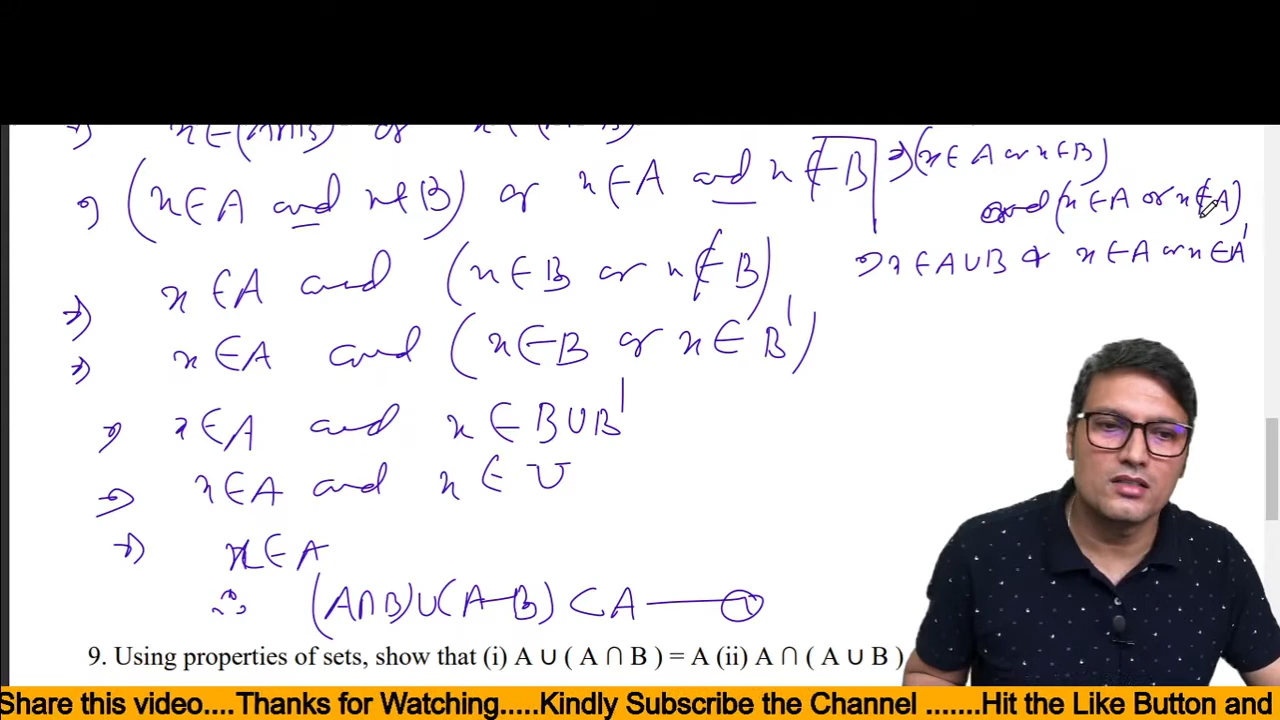 ⇒ x ∈ (A∩B) or
⇒ (x ∈ A and x ∈ B) or x ∈ A and x ∉ B
⇒ x ∈ A and (x ∈ B or x ∉ B)
⇒ x ∈ A and (x ∈ B or x ∈ B')
⇒ x ∈ A and x ∈ B∪B'
⇒ x ∈ A and x ∈ U
⇒ x ∈ A
∴ (A∩B)∪(A-B) ⊂ A
⇒ (x ∈ A or x ∈ B)
and (x ∈ A or x ∉ A)
⇒ x ∈ A∪B & x ∈ A or x ∈ A'
9. Using properties of sets, show that (i) A ∪ ( A ∩ B ) = A (ii) A ∩ ( A ∪ B )
Share this video....Thanks for Watching.....Kindly Subscribe the Channel .......Hit the Like Button and